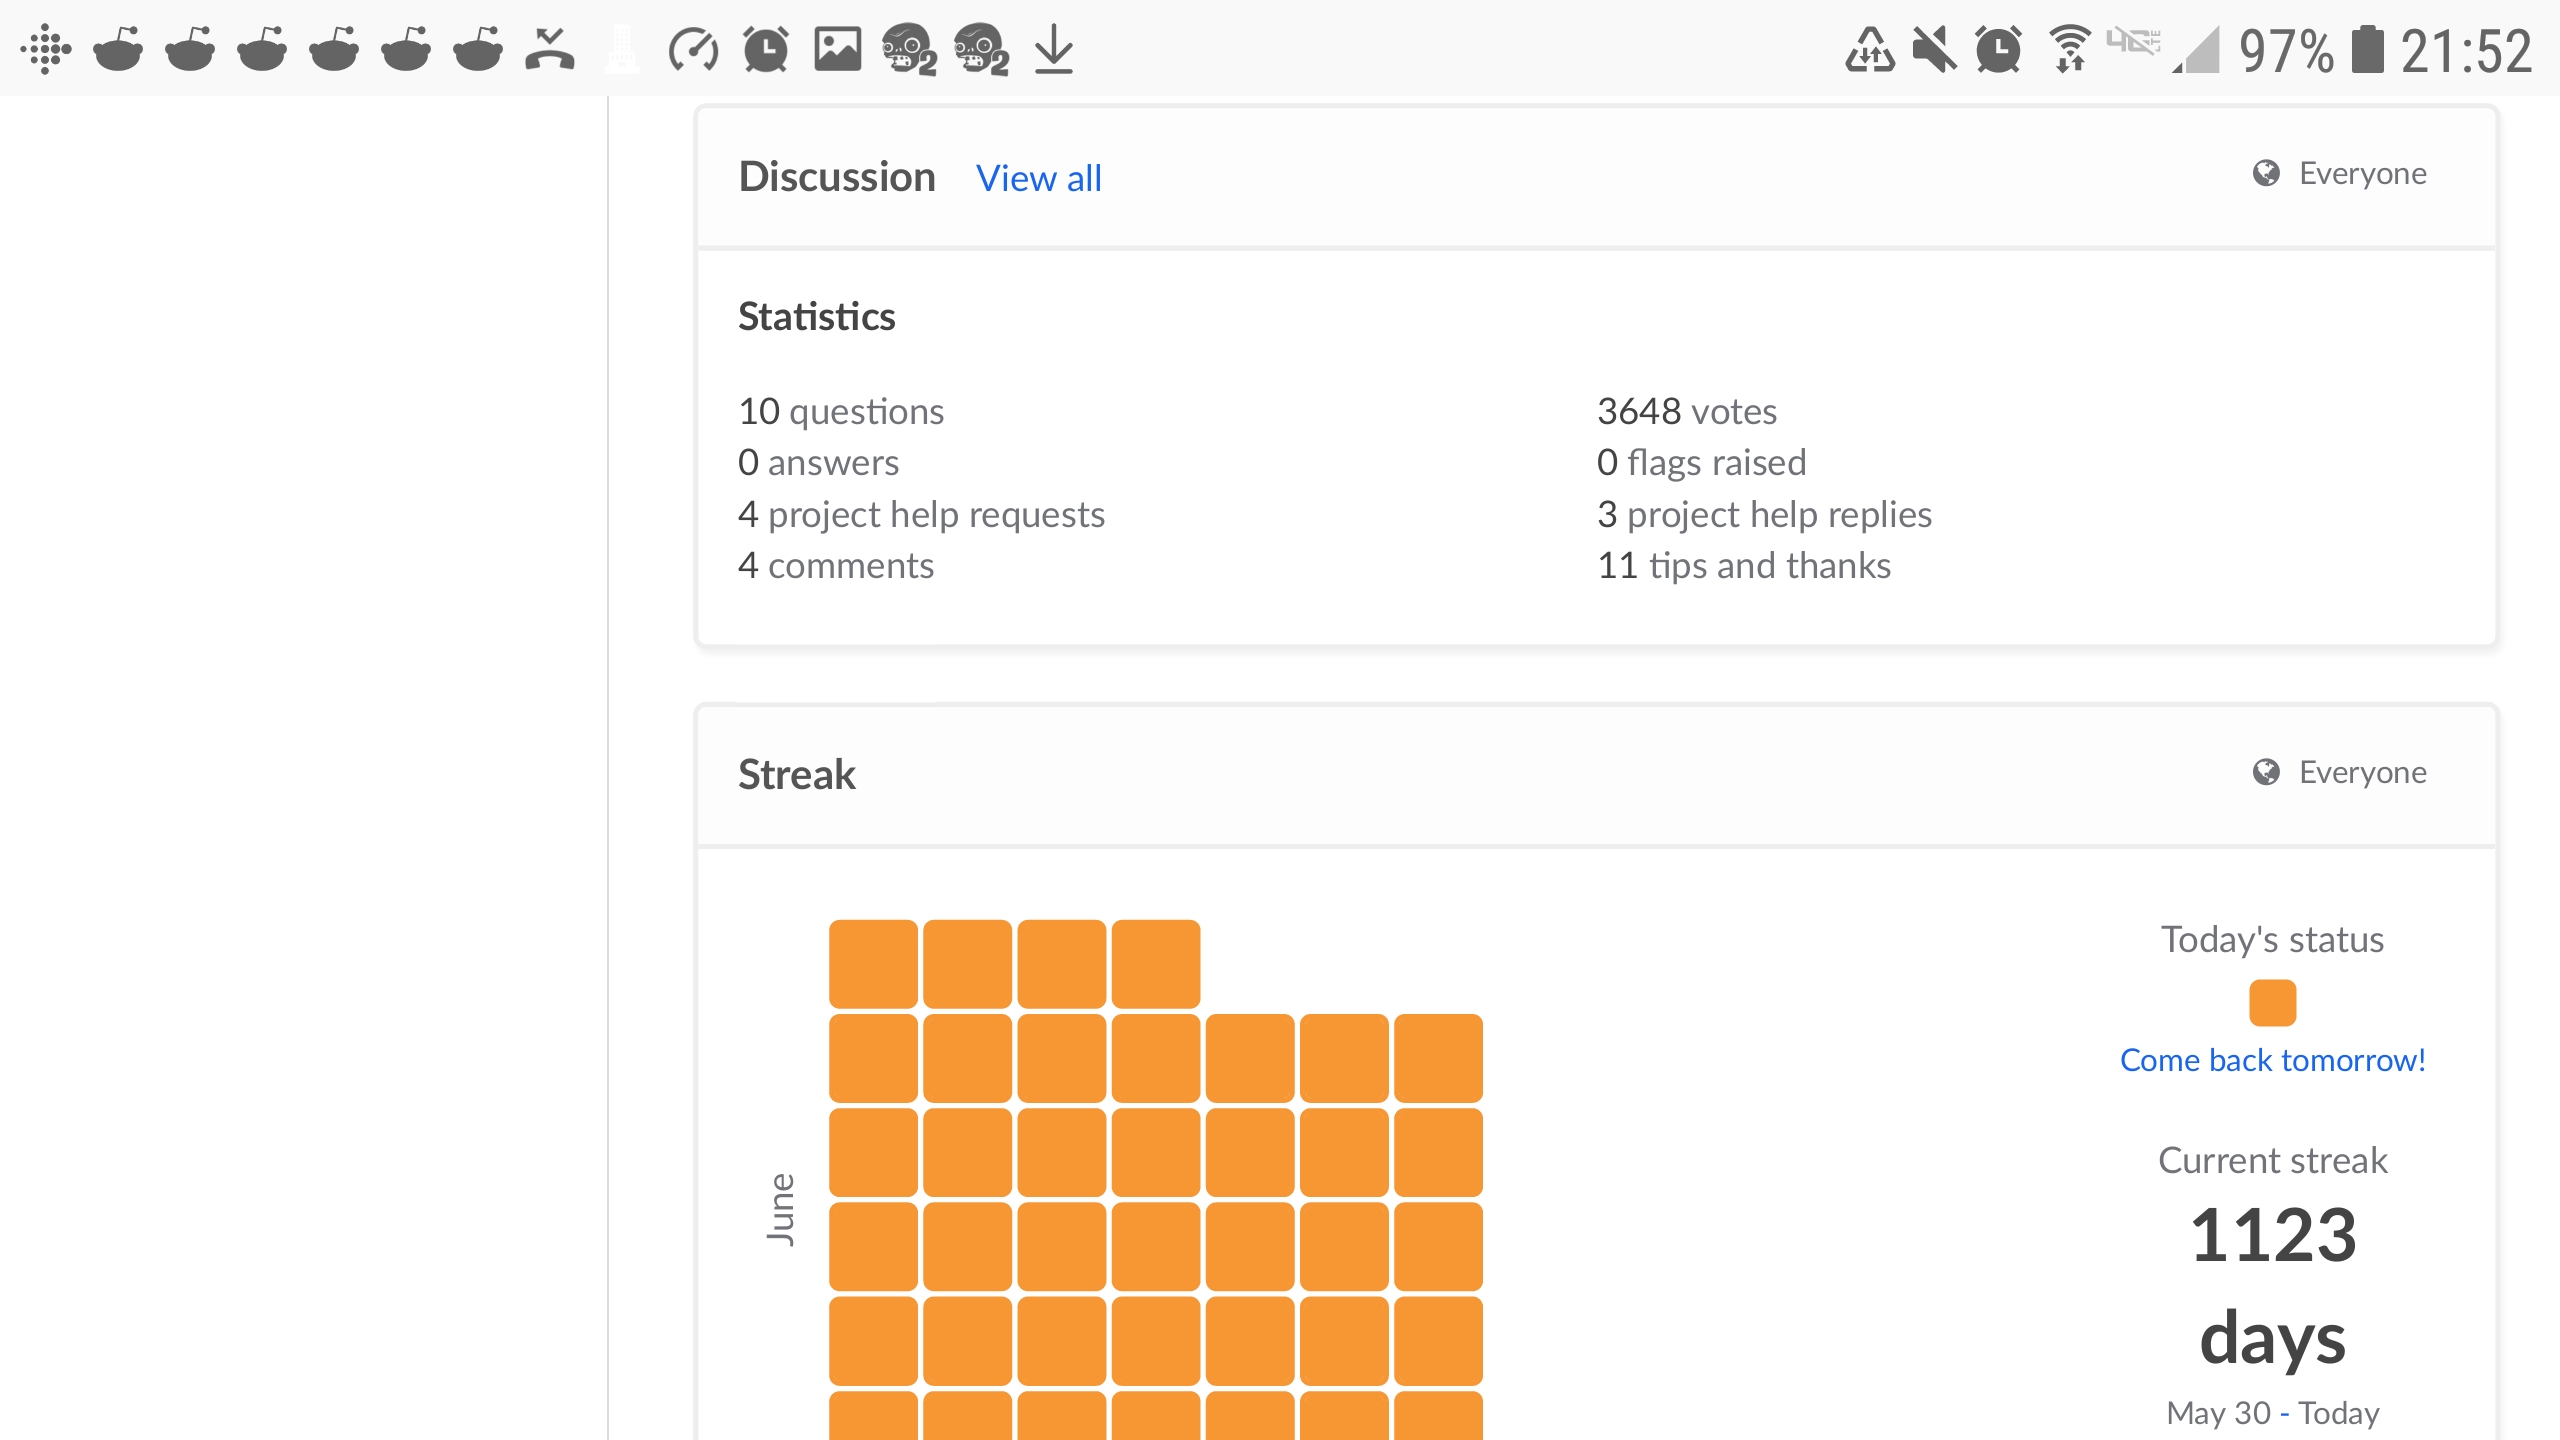 97% 21:52
Discussion View all Everyone
Statistics
10 questions
0 answers
4 project help requests
4 comments
3648 votes
0 flags raised
3 project help replies
11 tips and thanks
Streak Everyone
June
Today's status
Come back tomorrow!
Current streak
1123
days
May 30 - Today